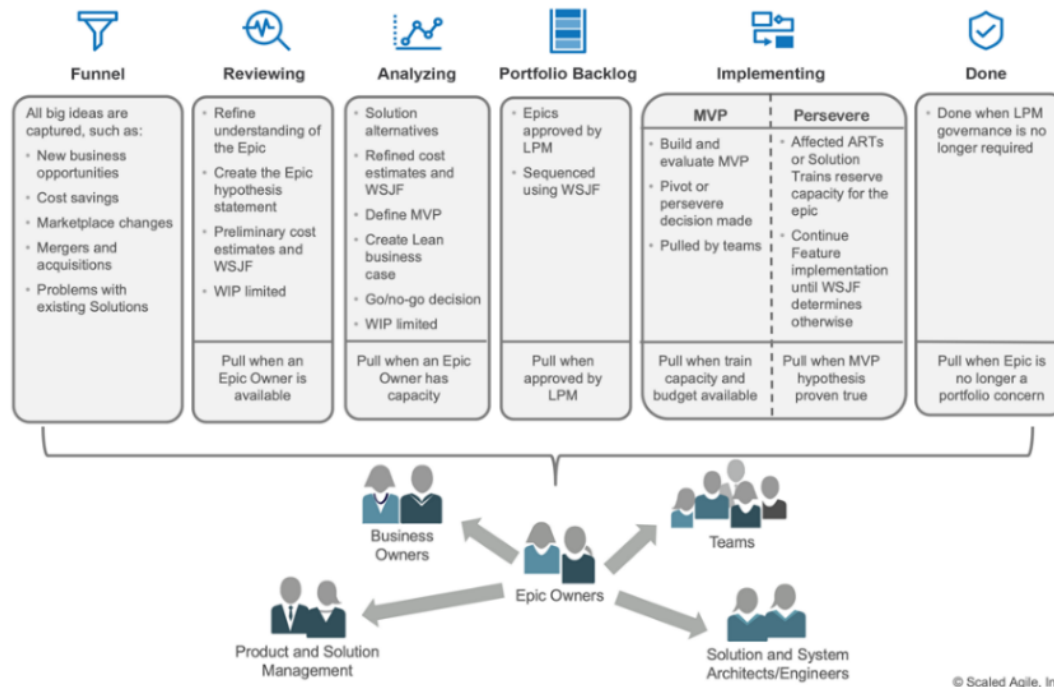 Funnel
All big ideas are
captured, such as:
• New business
opportunities
• Cost savings
• Marketplace changes
• Mergers and
acquisitions
• Problems with
existing Solutions
Reviewing
• Refine
understanding of
the Epic
• Create the Epic
hypothesis
statement
• Preliminary cost
estimates and
WSJF
• WIP limited
Pull when an
Epic Owner is
available
Analyzing
• Solution
alternatives
• Refined cost
estimates and
WSJF
• Define MVP
• Create Lean
business
case
• Go/no-go decision
• WIP limited
Pull when an Epic
Owner has
capacity
Portfolio Backlog
• Epics
approved by
LPM
• Sequenced
using WSJF
Pull when
approved by
LPM
Implementing
MVP
• Build and
evaluate MVP
• Pivot or
persevere
decision made
• Pulled by teams
Pull when train
capacity and
budget available
Persevere
• Affected ARTs
or Solution
Trains reserve
capacity for the
epic
• Continue
Feature
implementation
until WSJF
determines
otherwise
Pull when MVP
hypothesis
proven true
Done
• Done when LPM
governance is no
longer required
Pull when Epic is
no longer a
portfolio concern
Business
Owners
Teams
Epic Owners
Product and Solution
Management
Solution and System
Architects/Engineers
© Scaled Agile, In